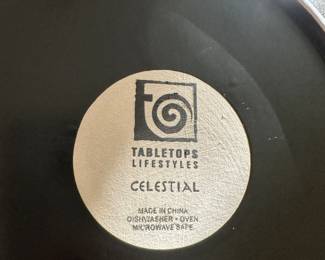 TABLETOPS
LIFESTYLES
CELESTIAL
MADE IN CHINA
DISHWASHER • OVEN
MICROWAVE SAFE